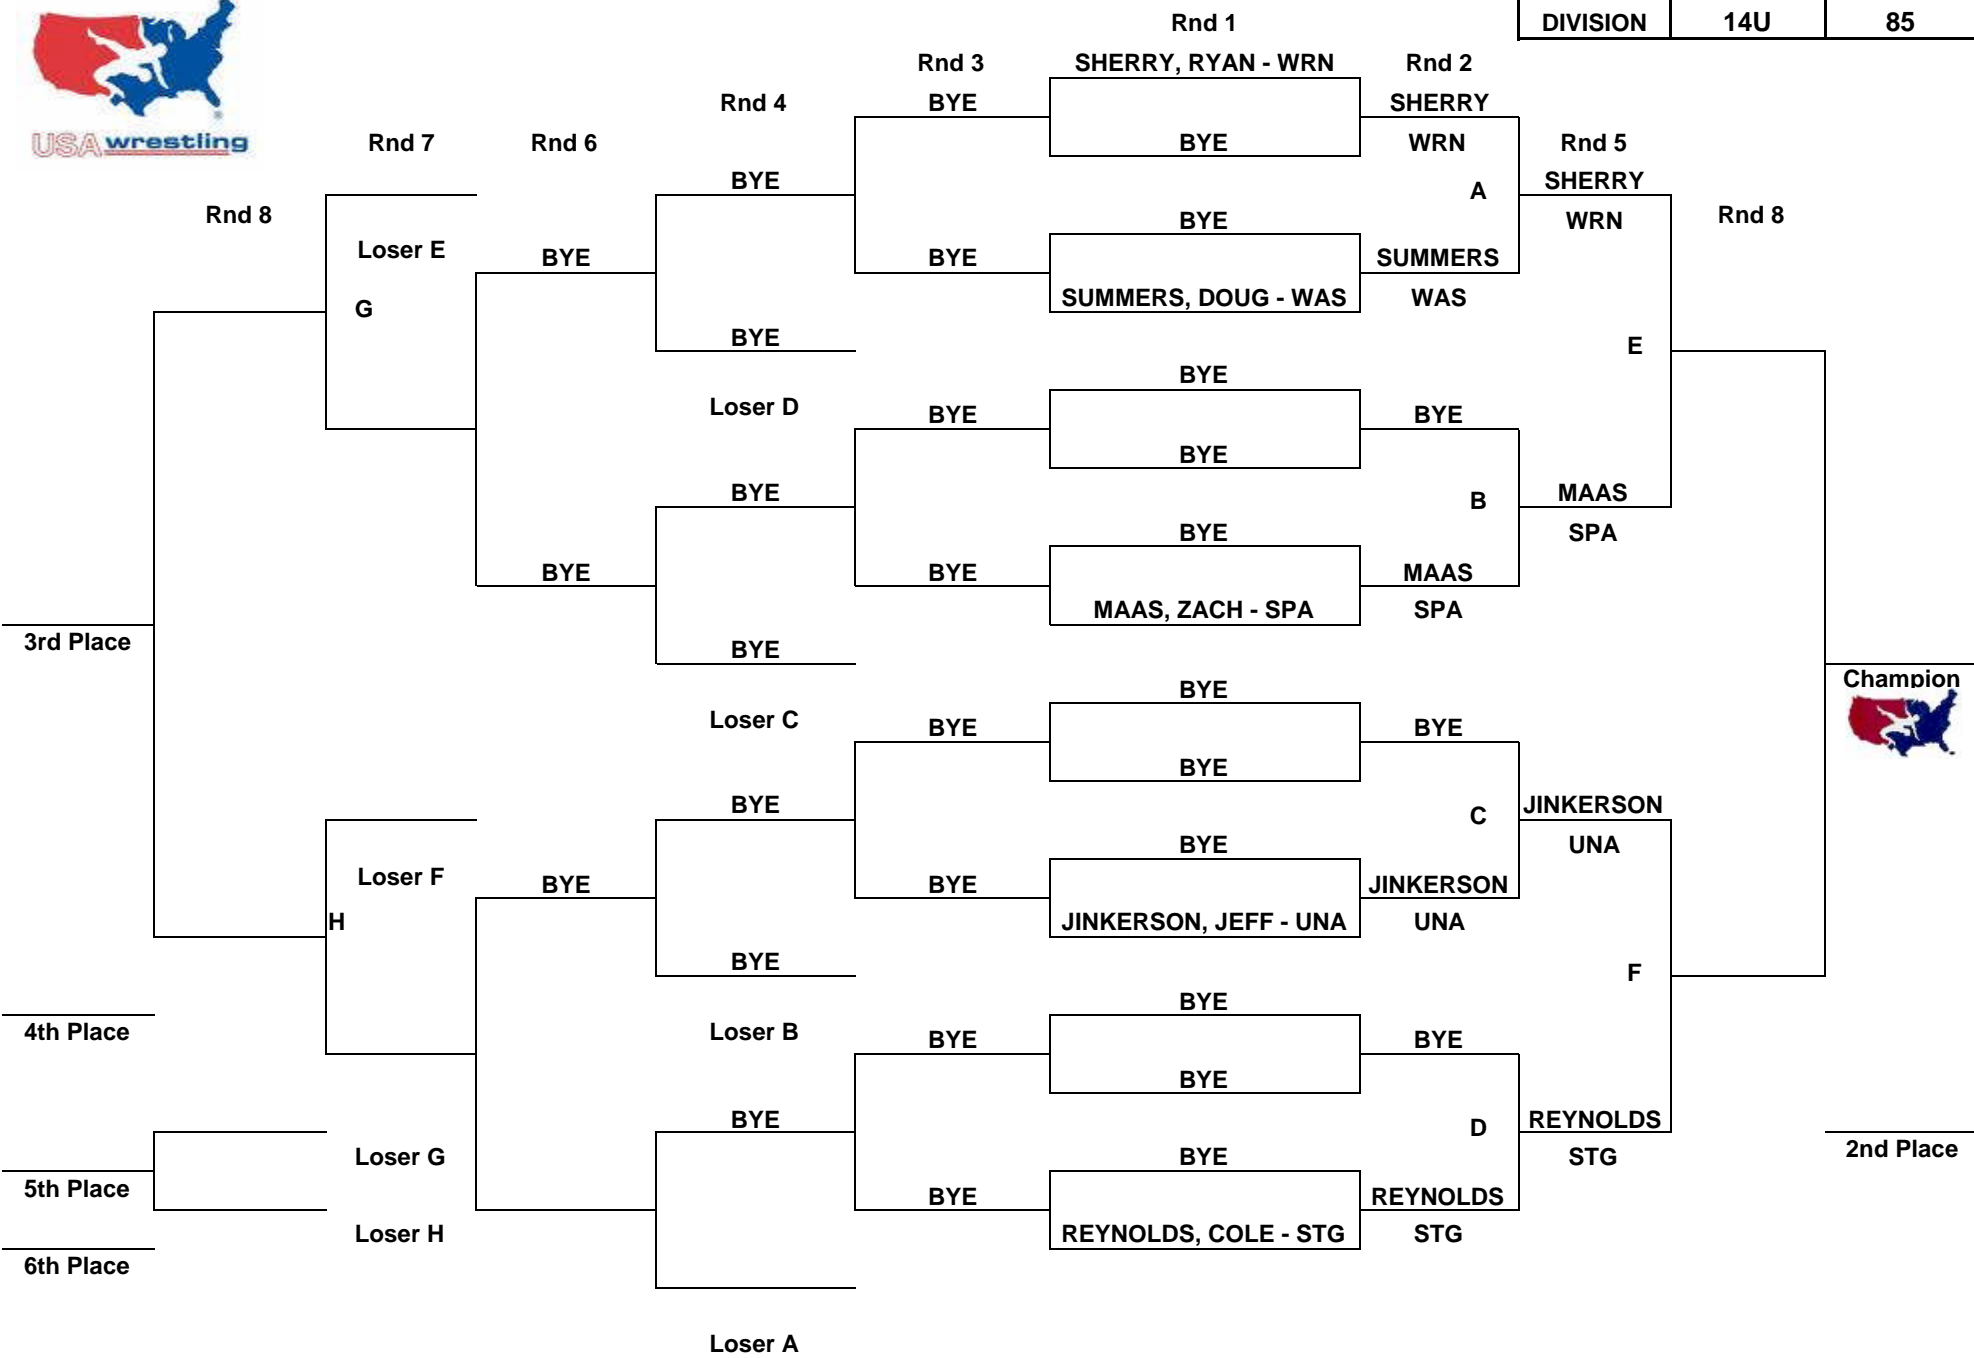 Rnd 1
DIVISION 14U 85
Rnd 3 SHERRY, RYAN - WRN Rnd 2
Rnd 4 BYE SHERRY
USA wrestling Rnd 7 Rnd 6 BYE WRN Rnd 5
BYE A SHERRY
Rnd 8 BYE WRN Rnd 8
Loser E BYE BYE SUMMERS
G SUMMERS, DOUG - WAS WAS
BYE E
BYE
Loser D BYE BYE
BYE
BYE B MAAS
BYE SPA
BYE BYE MAAS
MAAS, ZACH - SPA SPA
3rd Place BYE
Champion
BYE
Loser C BYE BYE
BYE
BYE C JINKERSON
BYE UNA
Loser F BYE BYE JINKERSON
H JINKERSON, JEFF - UNA UNA
BYE F
BYE
4th Place Loser B BYE BYE
BYE
BYE D REYNOLDS
Loser G BYE STG 2nd Place
5th Place BYE REYNOLDS
Loser H REYNOLDS, COLE - STG STG
6th Place
Loser A